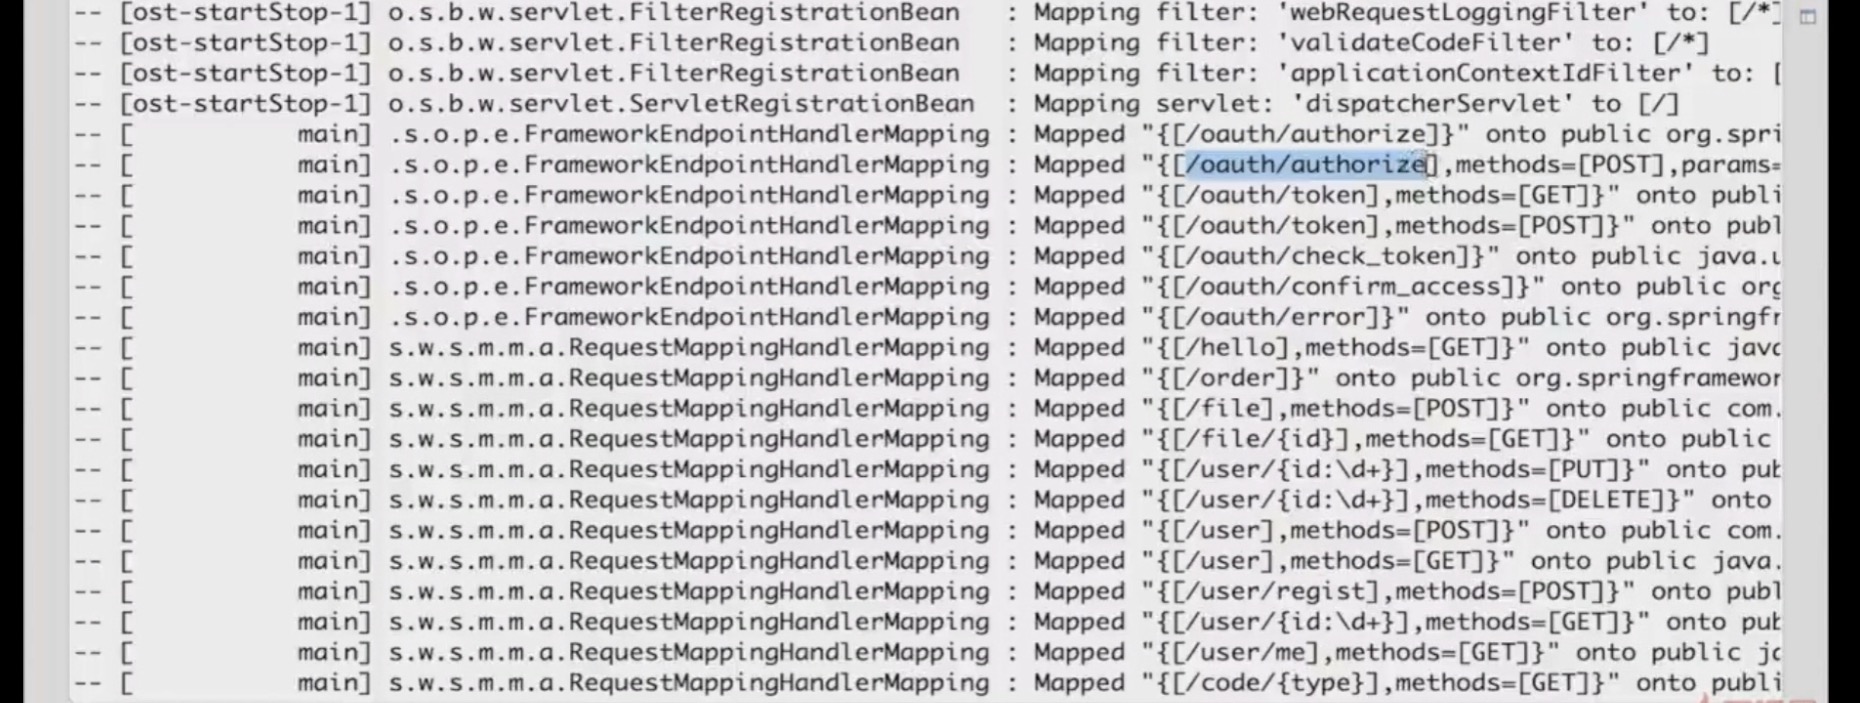 -- [ost-startStop-1] o.s.b.w.servlet.FilterRegistrationBean   : Mapping filter: 'webRequestLoggingFilter' to: [/*]
-- [ost-startStop-1] o.s.b.w.servlet.FilterRegistrationBean   : Mapping filter: 'validateCodeFilter' to: [/*]
-- [ost-startStop-1] o.s.b.w.servlet.FilterRegistrationBean   : Mapping filter: 'applicationContextIdFilter' to: [
-- [ost-startStop-1] o.s.b.w.servlet.ServletRegistrationBean  : Mapping servlet: 'dispatcherServlet' to [/]
-- [           main] .s.o.p.e.FrameworkEndpointHandlerMapping : Mapped "{[/oauth/authorize]}" onto public org.spri
-- [           main] .s.o.p.e.FrameworkEndpointHandlerMapping : Mapped "{[/oauth/authorize],methods=[POST],params=
-- [           main] .s.o.p.e.FrameworkEndpointHandlerMapping : Mapped "{[/oauth/token],methods=[GET]}" onto publi
-- [           main] .s.o.p.e.FrameworkEndpointHandlerMapping : Mapped "{[/oauth/token],methods=[POST]}" onto publ
-- [           main] .s.o.p.e.FrameworkEndpointHandlerMapping : Mapped "{[/oauth/check_token]}" onto public java.u
-- [           main] .s.o.p.e.FrameworkEndpointHandlerMapping : Mapped "{[/oauth/confirm_access]}" onto public org
-- [           main] .s.o.p.e.FrameworkEndpointHandlerMapping : Mapped "{[/oauth/error]}" onto public org.springfr
-- [           main] s.w.s.m.m.a.RequestMappingHandlerMapping : Mapped "{[/hello],methods=[GET]}" onto public java
-- [           main] s.w.s.m.m.a.RequestMappingHandlerMapping : Mapped "{[/order]}" onto public org.springframewor
-- [           main] s.w.s.m.m.a.RequestMappingHandlerMapping : Mapped "{[/file],methods=[POST]}" onto public com.
-- [           main] s.w.s.m.m.a.RequestMappingHandlerMapping : Mapped "{[/file/{id}],methods=[GET]}" onto public
-- [           main] s.w.s.m.m.a.RequestMappingHandlerMapping : Mapped "{[/user/{id:\d+}],methods=[PUT]}" onto pub
-- [           main] s.w.s.m.m.a.RequestMappingHandlerMapping : Mapped "{[/user/{id:\d+}],methods=[DELETE]}" onto
-- [           main] s.w.s.m.m.a.RequestMappingHandlerMapping : Mapped "{[/user],methods=[POST]}" onto public com.
-- [           main] s.w.s.m.m.a.RequestMappingHandlerMapping : Mapped "{[/user],methods=[GET]}" onto public java.
-- [           main] s.w.s.m.m.a.RequestMappingHandlerMapping : Mapped "{[/user/regist],methods=[POST]}" onto publ
-- [           main] s.w.s.m.m.a.RequestMappingHandlerMapping : Mapped "{[/user/{id:\d+}],methods=[GET]}" onto pub
-- [           main] s.w.s.m.m.a.RequestMappingHandlerMapping : Mapped "{[/user/me],methods=[GET]}" onto public ja
-- [           main] s.w.s.m.m.a.RequestMappingHandlerMapping : Mapped "{[/code/{type}],methods=[GET]}" onto publi